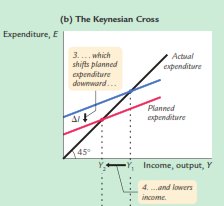 (b) The Keynesian Cross
Expenditure, E
3. . . . which
shifts planned
expenditure
downward . . .
Actual
expenditure
Planned
expenditure
ΔI
45°
Y₂
Y₁
Income, output, Y
4. ...and lowers
income.